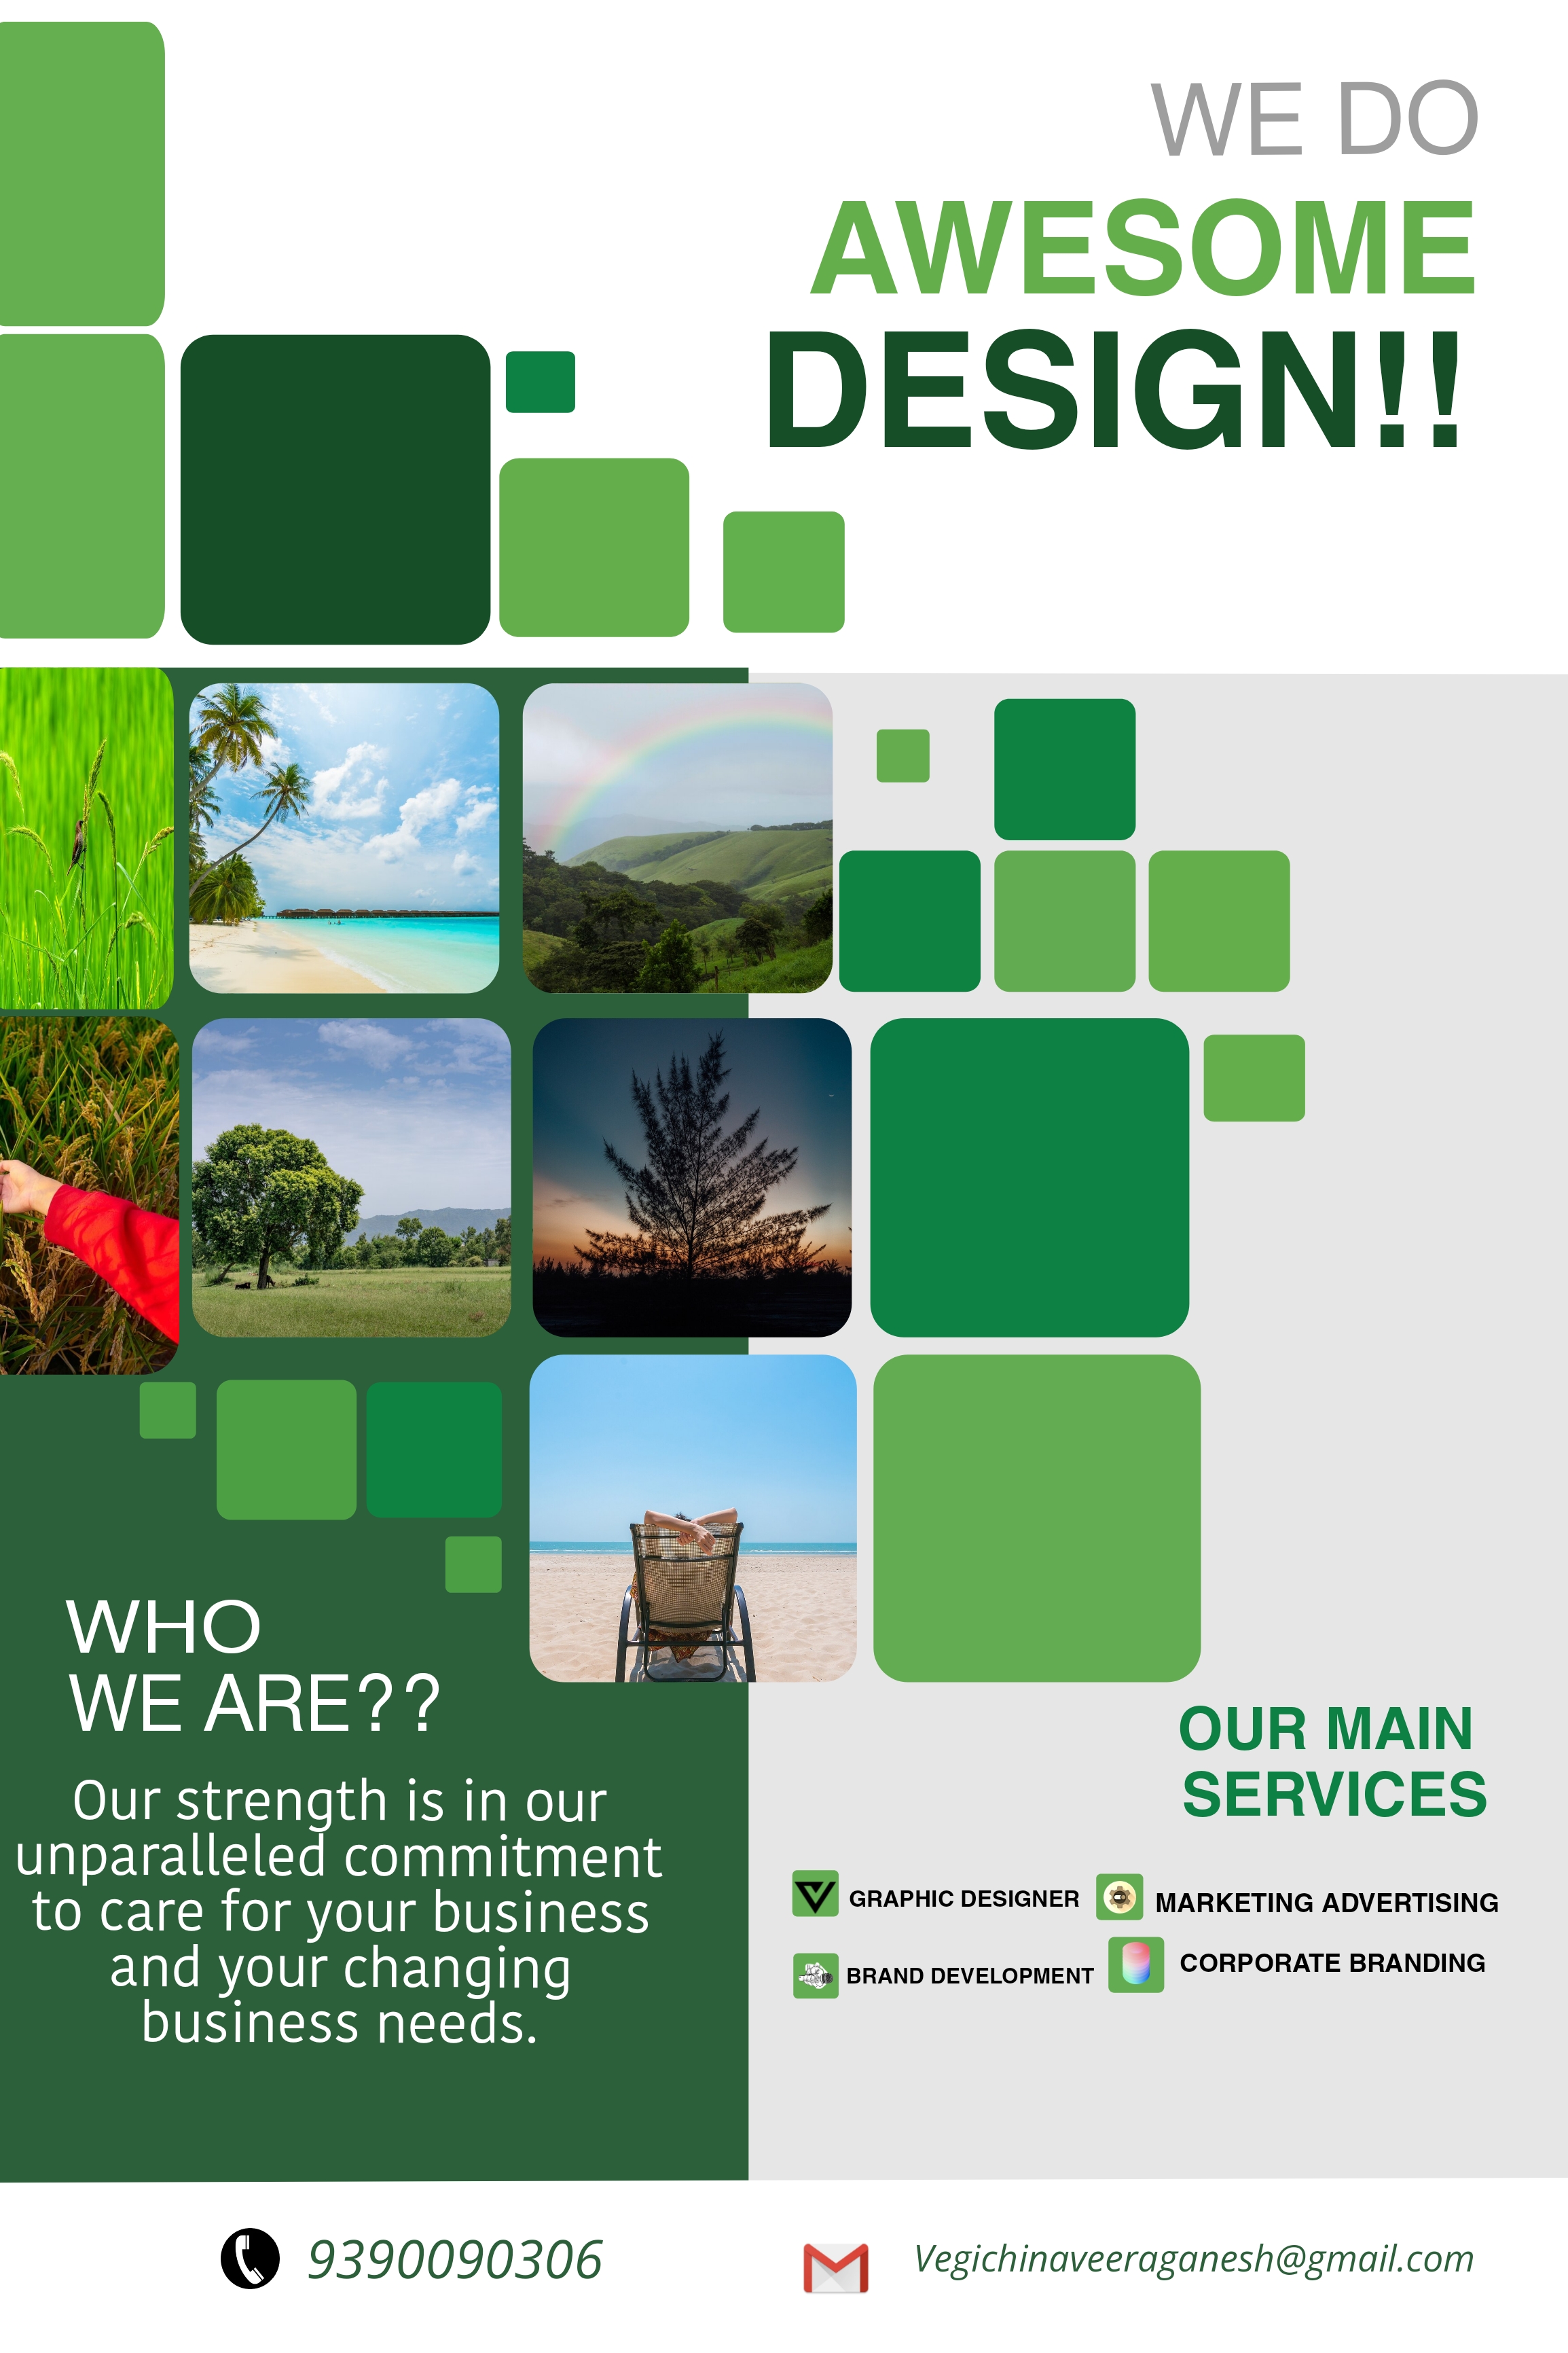 WE DO
AWESOME
DESIGN!!
WHO
WE ARE??
Our strength is in our
unparalleled commitment
to care for your business
and your changing
business needs.
OUR MAIN
SERVICES
GRAPHIC DESIGNER
MARKETING ADVERTISING
BRAND DEVELOPMENT
CORPORATE BRANDING
9390090306
Vegichinaveeraganesh@gmail.com